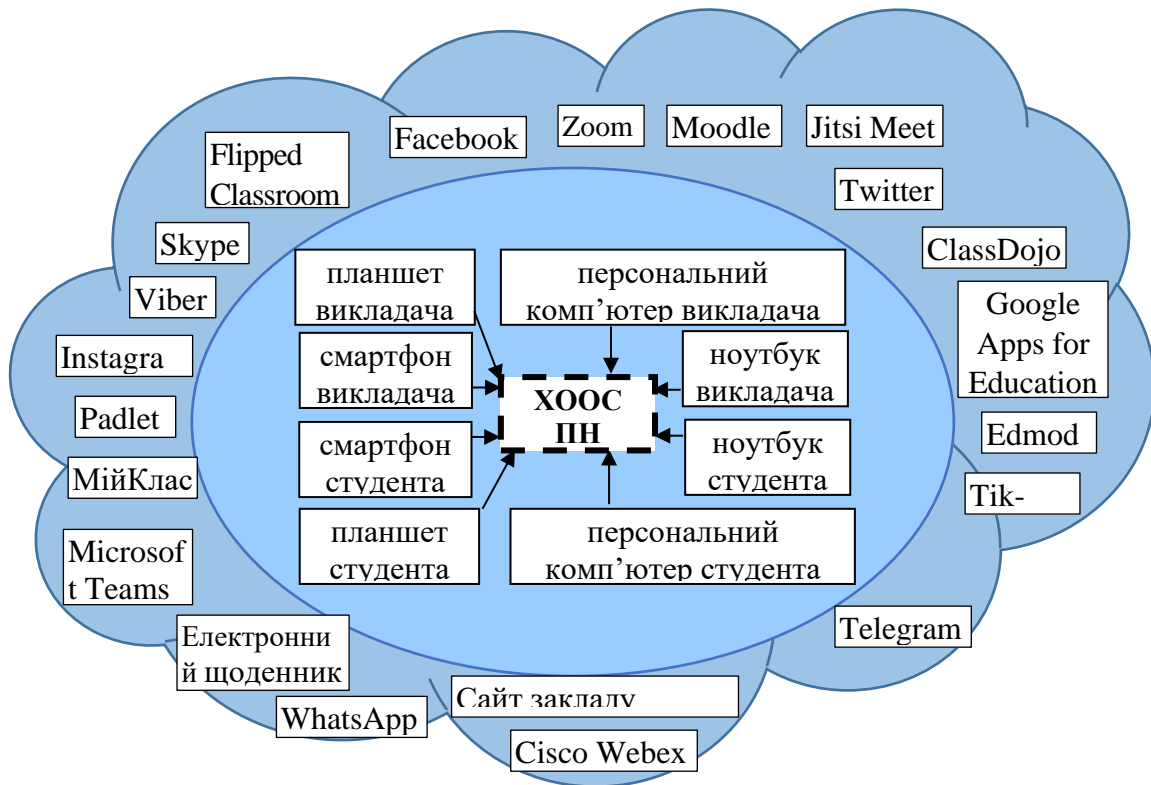 Facebook
Zoom
Moodle
Jitsi Meet
Flipped
Classroom
Twitter
Skype
ClassDojo
Viber
Google
Apps for
Education
Instagra
Padlet
Edmod
МійКлас
Tik-
Microsof
t Teams
Telegram
Електронни
й щоденник
WhatsApp
Сайт закладу
Cisco Webex
планшет
викладача
персональний
комп’ютер викладача
смартфон
викладача
ноутбук
викладача
ХООС
ПН
смартфон
студента
ноутбук
студента
планшет
студента
персональний
комп’ютер студента